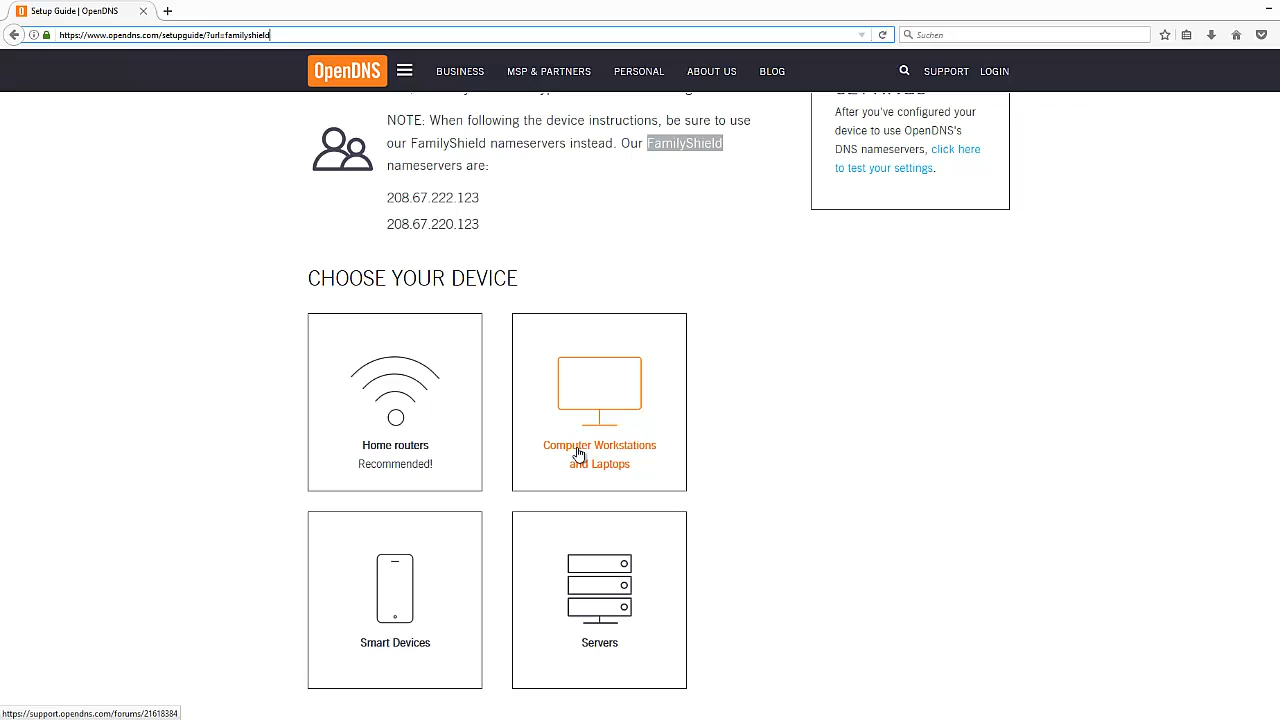 Setup Guide | OpenDNS
https://www.opendns.com/setupguide/?url=familyshield
Suchen
OpenDNS
BUSINESS
MSP & PARTNERS
PERSONAL
ABOUT US
BLOG
SUPPORT
LOGIN
NOTE: When following the device instructions, be sure to use
our FamilyShield nameservers instead. Our FamilyShield
nameservers are:
208.67.222.123
208.67.220.123
After you've configured your
device to use OpenDNS's
DNS nameservers, click here
to test your settings.
CHOOSE YOUR DEVICE
Home routers
Recommended!
Computer Workstations
and Laptops
Smart Devices
Servers
https://support.opendns.com/forums/21618384